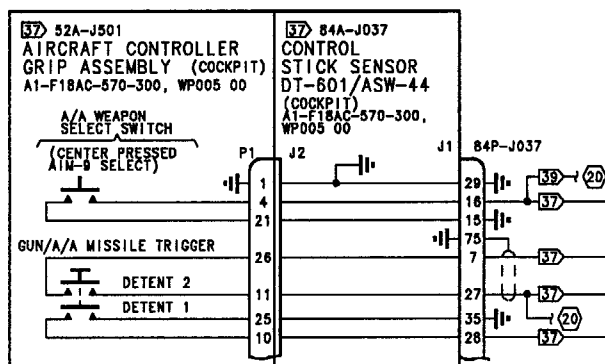 37 52A-J501
AIRCRAFT CONTROLLER
GRIP ASSEMBLY (COCKPIT)
A1-F18AC-570-300, WP005 00
A/A WEAPON
SELECT SWITCH
(CENTER PRESSED
AIM-9 SELECT)
GUN/A/A MISSILE TRIGGER
DETENT 2
DETENT 1
P1
1
4
21
26
11
25
10
37 84A-J037
CONTROL
STICK SENSOR
DT-601/ASW-44
(COCKPIT)
A1-F18AC-570-300,
WP005 00
J2
J1
84P-J037
29
16
15
75
7
27
35
28
39
20
37
37
37
20
37